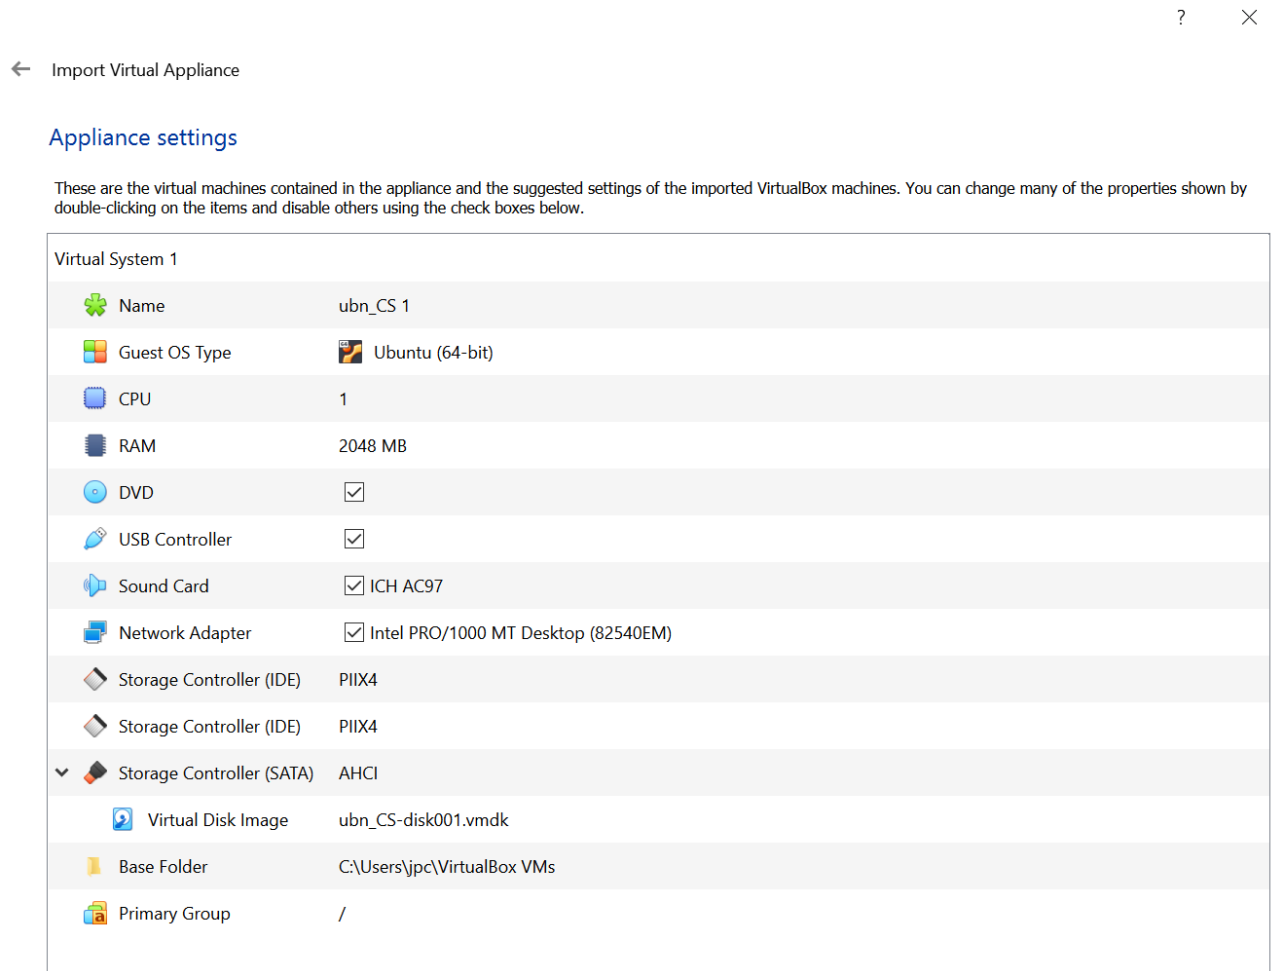 ?
Import Virtual Appliance
Appliance settings
These are the virtual machines contained in the appliance and the suggested settings of the imported VirtualBox machines. You can change many of the properties shown by
double-clicking on the items and disable others using the check boxes below.
Virtual System 1
Name ubn_CS 1
Guest OS Type Ubuntu (64-bit)
CPU 1
RAM 2048 MB
DVD
USB Controller
Sound Card ICH AC97
Network Adapter Intel PRO/1000 MT Desktop (82540EM)
Storage Controller (IDE) PIIX4
Storage Controller (IDE) PIIX4
Storage Controller (SATA) AHCI
Virtual Disk Image ubn_CS-disk001.vmdk
Base Folder C:\Users\jpc\VirtualBox VMs
Primary Group /